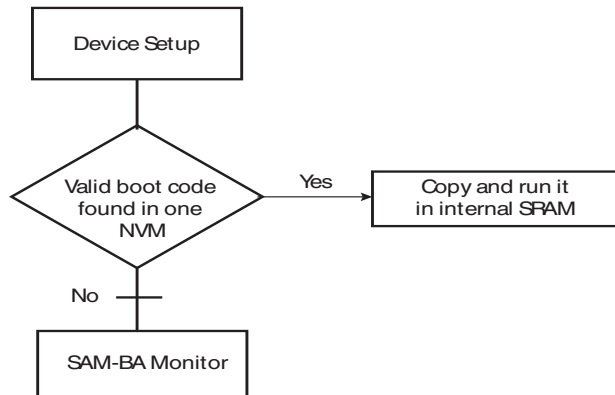 Device Setup
Valid boot code
found in one
NVM
Yes
Copy and run it
in internal SRAM
No
SAM-BA Monitor